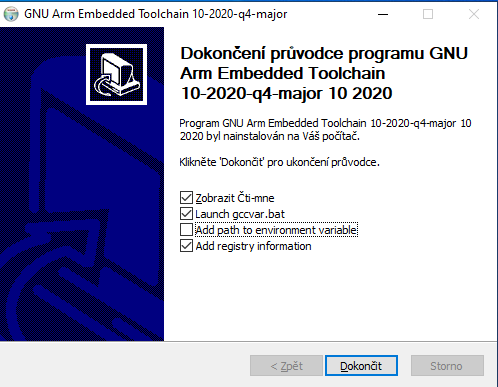 GNU Arm Embedded Toolchain 10-2020-q4-major
Dokončení průvodce programu GNU
Arm Embedded Toolchain
10-2020-q4-major 10 2020
Program GNU Arm Embedded Toolchain 10-2020-q4-major 10
2020 byl nainstalován na Váš počítač.
Klikněte 'Dokončit' pro ukončení průvodce.
Zobrazit Čti-mne
Launch gccvar.bat
Add path to environment variable
Add registry information
< Zpět
Dokončit
Storno